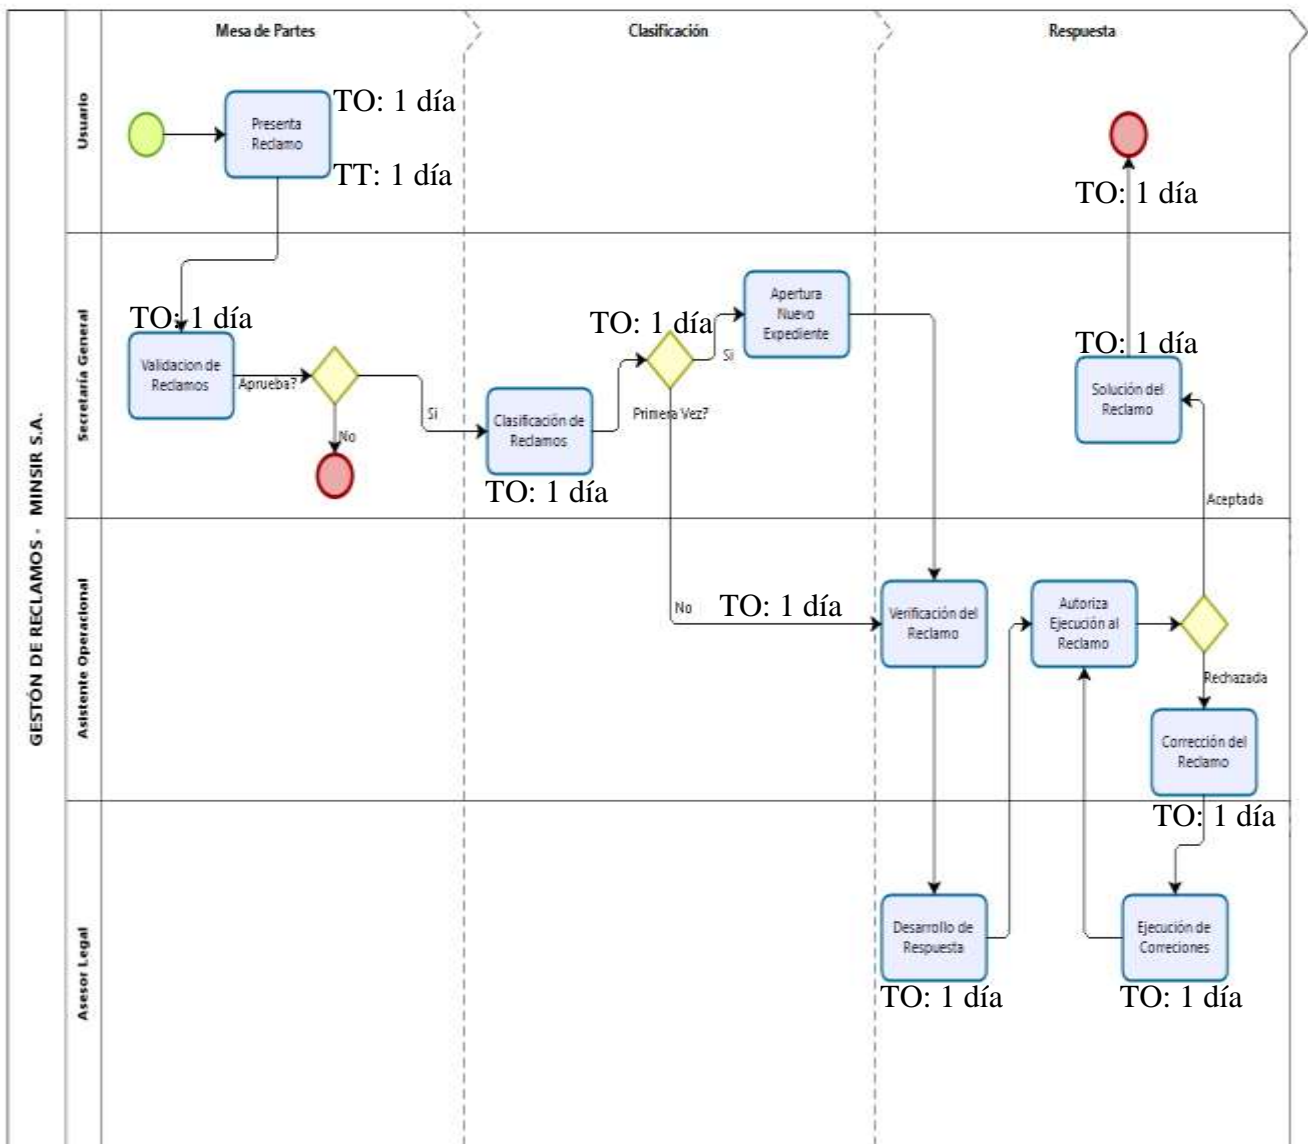 GESTÓN DE RECLAMOS - MINSIR S.A.
Mesa de Partes
Clasificación
Respuesta
Usuario
Presenta
Reclamo
TO: 1 día
TT: 1 día
TO: 1 día
Secretaría General
TO: 1 día
Validacion de
Reclamos
Aprueba?
No
Si
Clasificación de
Reclamos
TO: 1 día
TO: 1 día
Primera Vez?
Si
Apertura
Nuevo
Expediente
TO: 1 día
Solución del
Reclamo
Aceptada
Asistente Operacional
No
TO: 1 día
Verificación del
Reclamo
Autoriza
Ejecución al
Reclamo
Rechazada
Corrección del
Reclamo
TO: 1 día
Asesor Legal
Desarrollo de
Respuesta
TO: 1 día
Ejecución de
Correciones
TO: 1 día